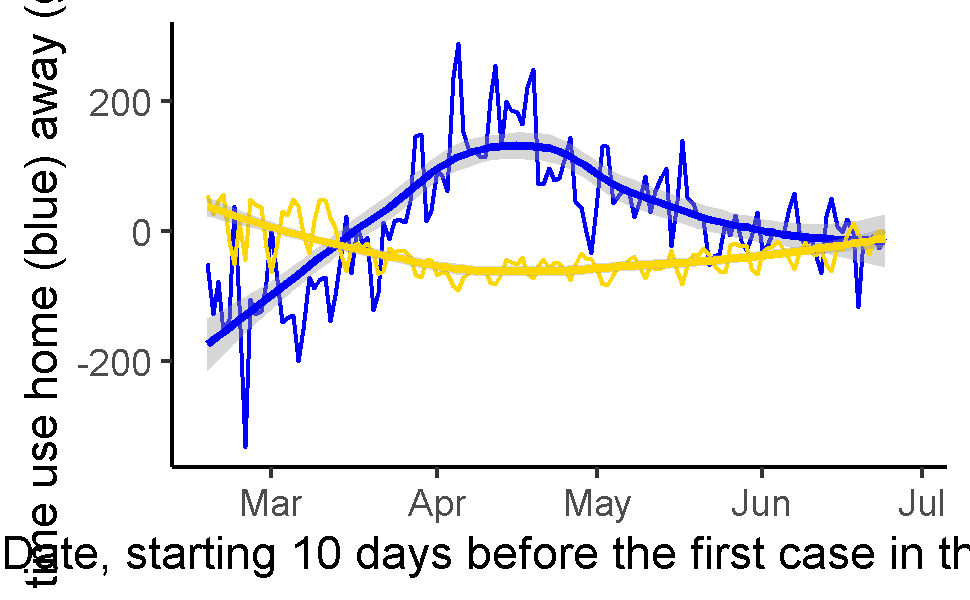 time use home (blue) away (
200
0
-200
Mar Apr May Jun Jul
Date, starting 10 days before the first case in th